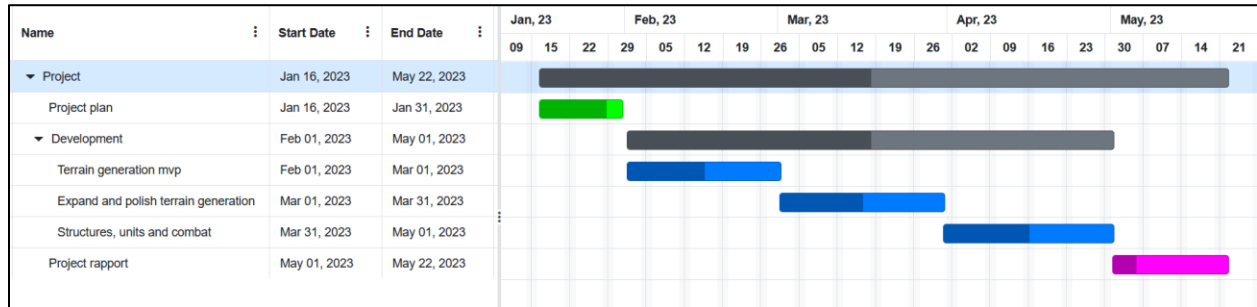 Jan, 23 Feb, 23 Mar, 23 Apr, 23 May, 23
Name Start Date End Date
09 15 22 29 05 12 19 26 05 12 19 26 02 09 16 23 30 07 14 21
Project Jan 16, 2023 May 22, 2023
Project plan Jan 16, 2023 Jan 31, 2023
Development Feb 01, 2023 May 01, 2023
Terrain generation mvp Feb 01, 2023 Mar 01, 2023
Expand and polish terrain generation Mar 01, 2023 Mar 31, 2023
Structures, units and combat Mar 31, 2023 May 01, 2023
Project rapport May 01, 2023 May 22, 2023